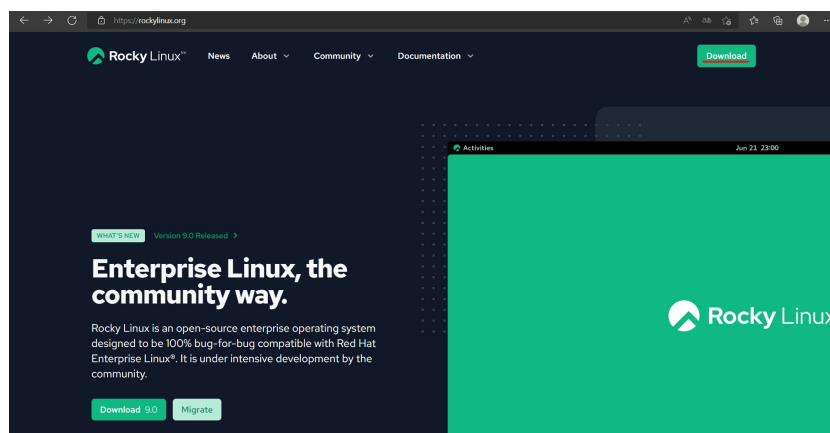 https://rockylinux.org
Rocky Linux™ News About Community Documentation Download
Activities Jun 21 23:00
WHAT'S NEW Version 9.0 Released >
Enterprise Linux, the
community way.
Rocky Linux
Rocky Linux is an open-source enterprise operating system
designed to be 100% bug-for-bug compatible with Red Hat
Enterprise Linux®. It is under intensive development by the
community.
Download 9.0 Migrate